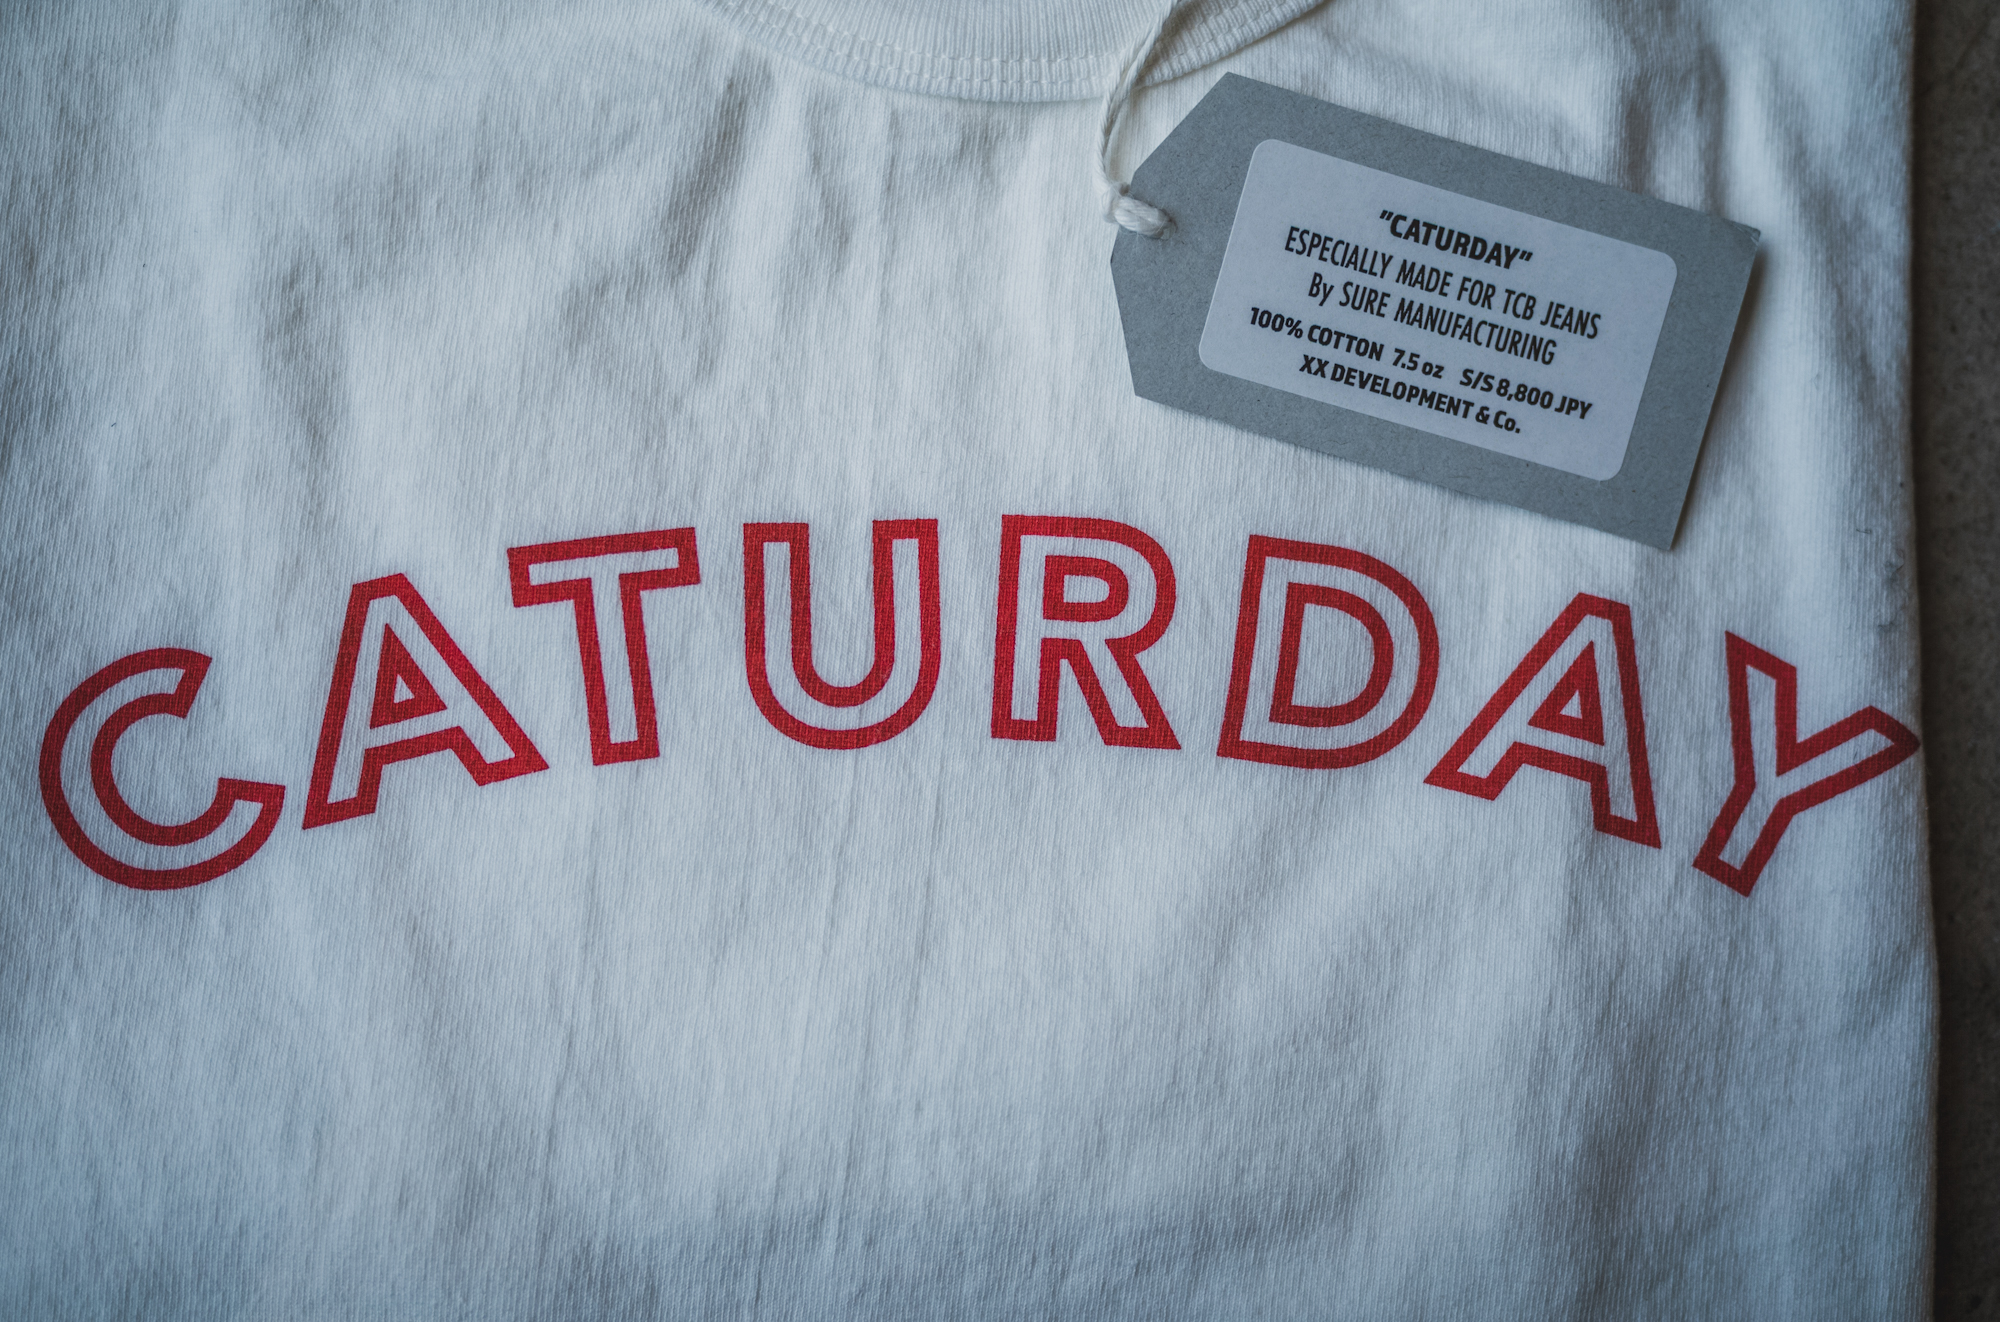 "CATURDAY"
ESPECIALLY MADE FOR TCB JEANS
By SURE MANUFACTURING
100% COTTON 7.5 oz S/S 8,800 JPY
XX DEVELOPMENT & Co.
CATURDAY